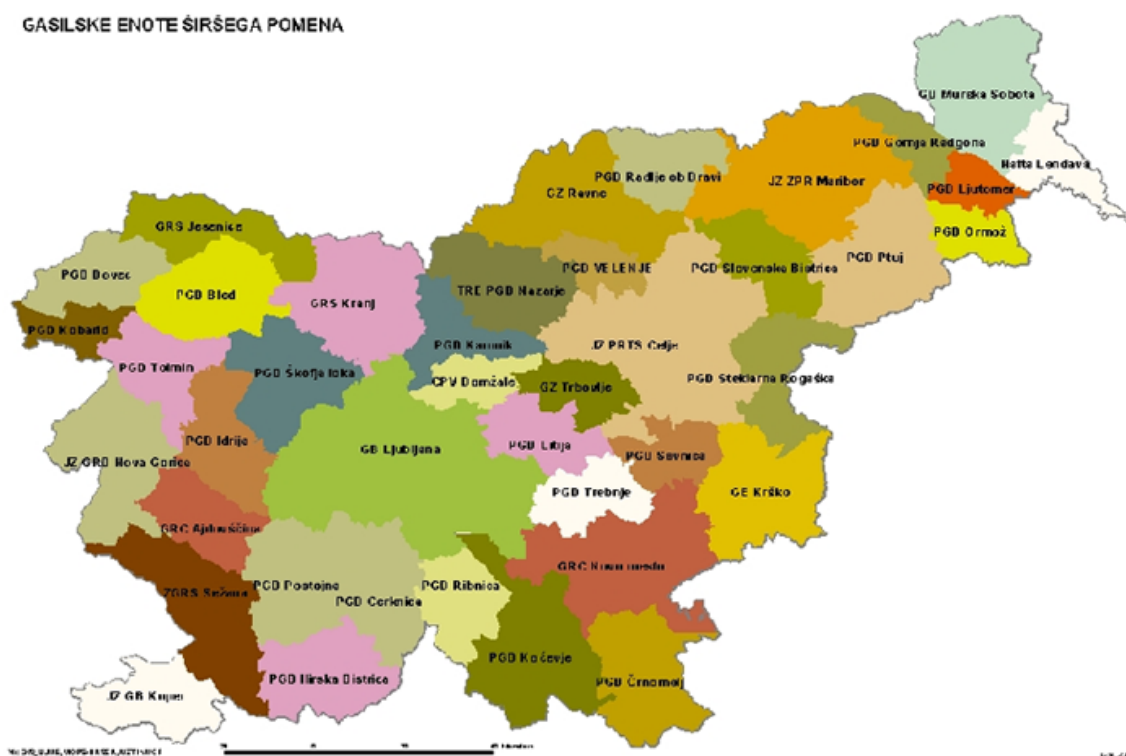 GASILSKE ENOTE ŠIRŠEGA POMENA
GU Murska Sobota
PGD Gornja Radgona
Nafta Lendava
PGD Radlje ob Dravi
JZ ZPR Maribor
PGD Ljutomer
GZ Ravne
GRS Jesenice
PGD Ormož
PGD Ptuj
PGD Bovec
PGD VELENJE
PGD Slovenska Bistrica
PGD Bled
TRE PGD Nazarje
GRS Kranj
PGD Kobarid
PGD Kamnik
JZ PRTS Celje
PGD Tolmin
PGD Škofja loka
PGD Steklarna Rogaška
CPV Domžale
GZ Trbovlje
PGD Idrija
GB Ljubljana
PGD Litija
PGD Sevnica
JZ GRD Nova Gorica
PGD Trebnje
GE Krško
GRC Ajdovščina
GRC Novo mesto
ZGRS Sežana
PGD Postojna
PGD Ribnica
PGD Cerknica
PGD Kočevje
PGD Ilirska Bistrica
PGD Črnomelj
JZ GB Koper